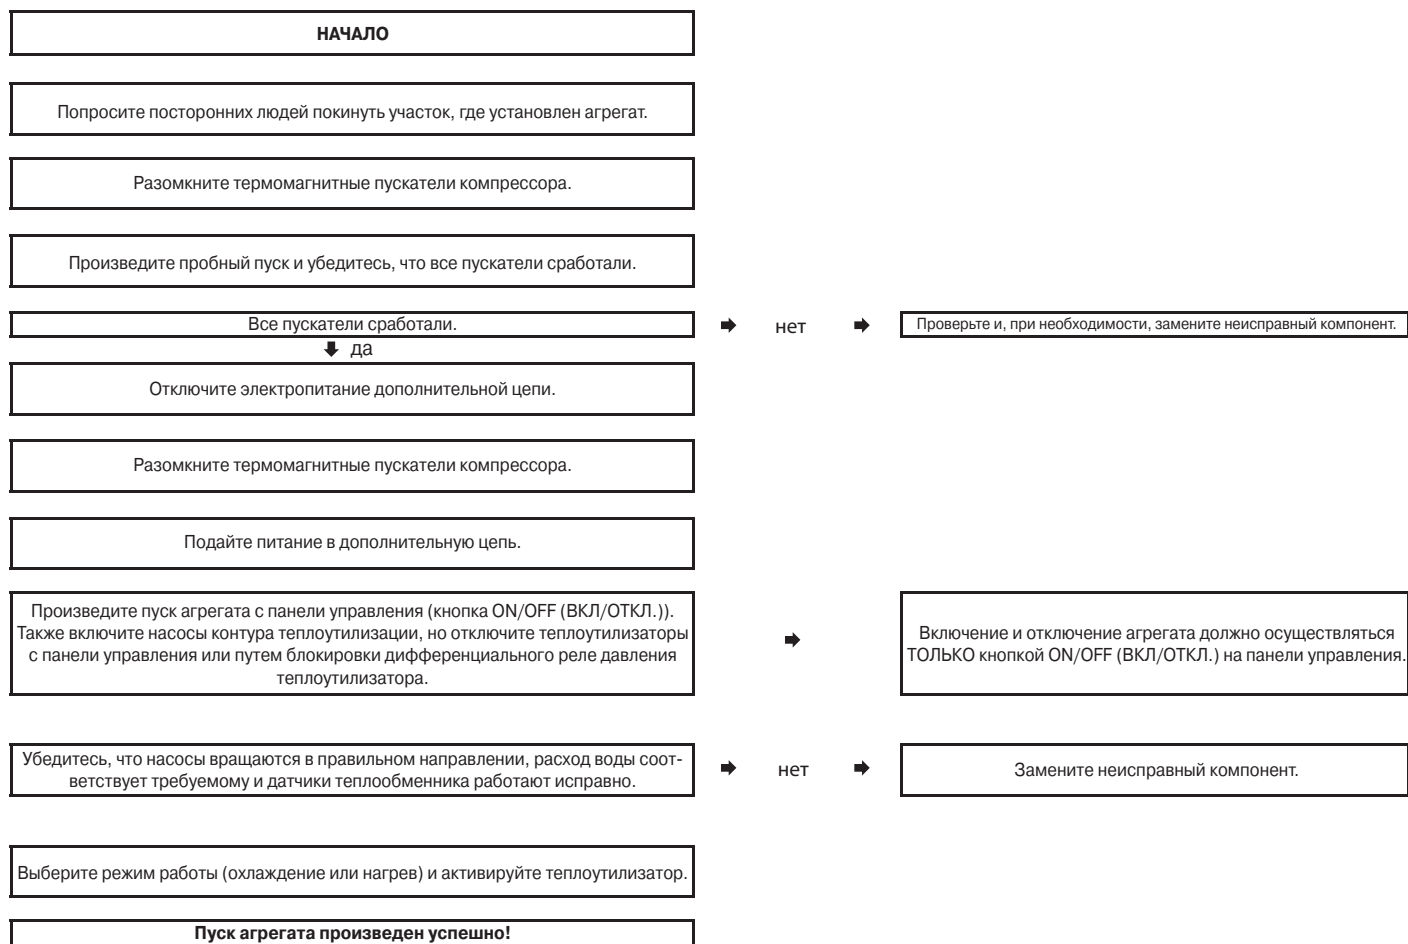 НАЧАЛО
Попросите посторонних людей покинуть участок, где установлен агрегат.
Разомкните термомагнитные пускатели компрессора.
Произведите пробный пуск и убедитесь, что все пускатели сработали.
Все пускатели сработали.
нет
Проверьте и, при необходимости, замените неисправный компонент.
да
Отключите электропитание дополнительной цепи.
Разомкните термомагнитные пускатели компрессора.
Подайте питание в дополнительную цепь.
Произведите пуск агрегата с панели управления (кнопка ON/OFF (ВКЛ/ОТКЛ.)).
Также включите насосы контура теплоутилизации, но отключите теплоутилизаторы
с панели управления или путем блокировки дифференциального реле давления
теплоутилизатора.
Включение и отключение агрегата должно осуществляться
ТОЛЬКО кнопкой ON/OFF (ВКЛ/ОТКЛ.) на панели управления.
Убедитесь, что насосы вращаются в правильном направлении, расход воды соот-
ветствует требуемому и датчики теплообменника работают исправно.
нет
Замените неисправный компонент.
Выберите режим работы (охлаждение или нагрев) и активируйте теплоутилизатор.
Пуск агрегата произведен успешно!